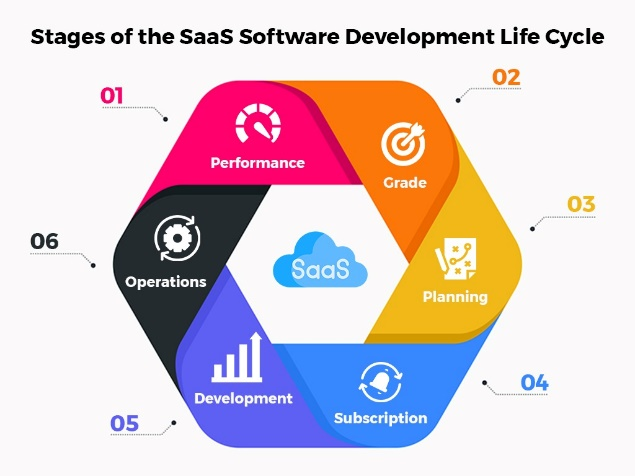 Stages of the SaaS Software Development Life Cycle
01
Performance
02
Grade
03
Planning
04
Subscription
05
Development
06
Operations
SaaS